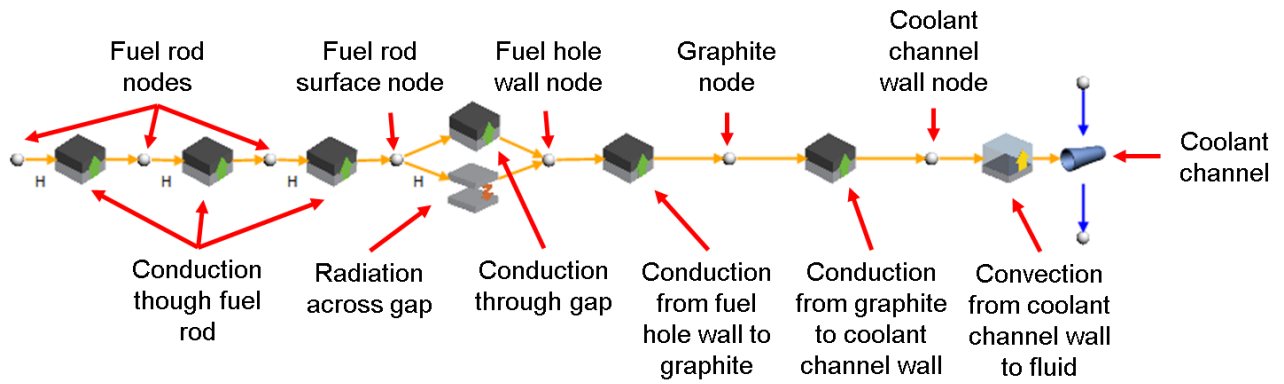 Fuel rod
nodes
Fuel rod
surface node
Fuel hole
wall node
Graphite
node
Coolant
channel
wall node
Coolant
channel
H
H
H
H
Conduction
though fuel
rod
Radiation
across gap
Conduction
through gap
Conduction
from fuel
hole wall to
graphite
Conduction
from graphite
to coolant
channel wall
Convection
from coolant
channel wall
to fluid